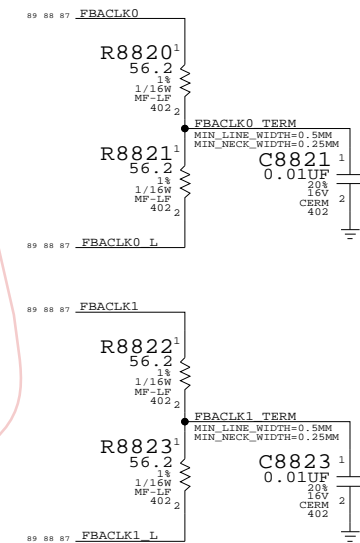 89 88 87 FBACLK0
R8820 1
56.2
1%
1/16W
MF-LF
402 2
FBACLK0_TERM
MIN_LINE_WIDTH=0.5MM
MIN_NECK_WIDTH=0.25MM
R8821 1
56.2
1%
1/16W
MF-LF
402 2
C8821 1
0.01UF
20%
16V 2
CERM
402
89 88 87 FBACLK0_L
89 88 87 FBACLK1
R8822 1
56.2
1%
1/16W
MF-LF
402 2
FBACLK1_TERM
MIN_LINE_WIDTH=0.5MM
MIN_NECK_WIDTH=0.25MM
R8823 1
56.2
1%
1/16W
MF-LF
402 2
C8823 1
0.01UF
20%
16V 2
CERM
402
89 88 87 FBACLK1_L